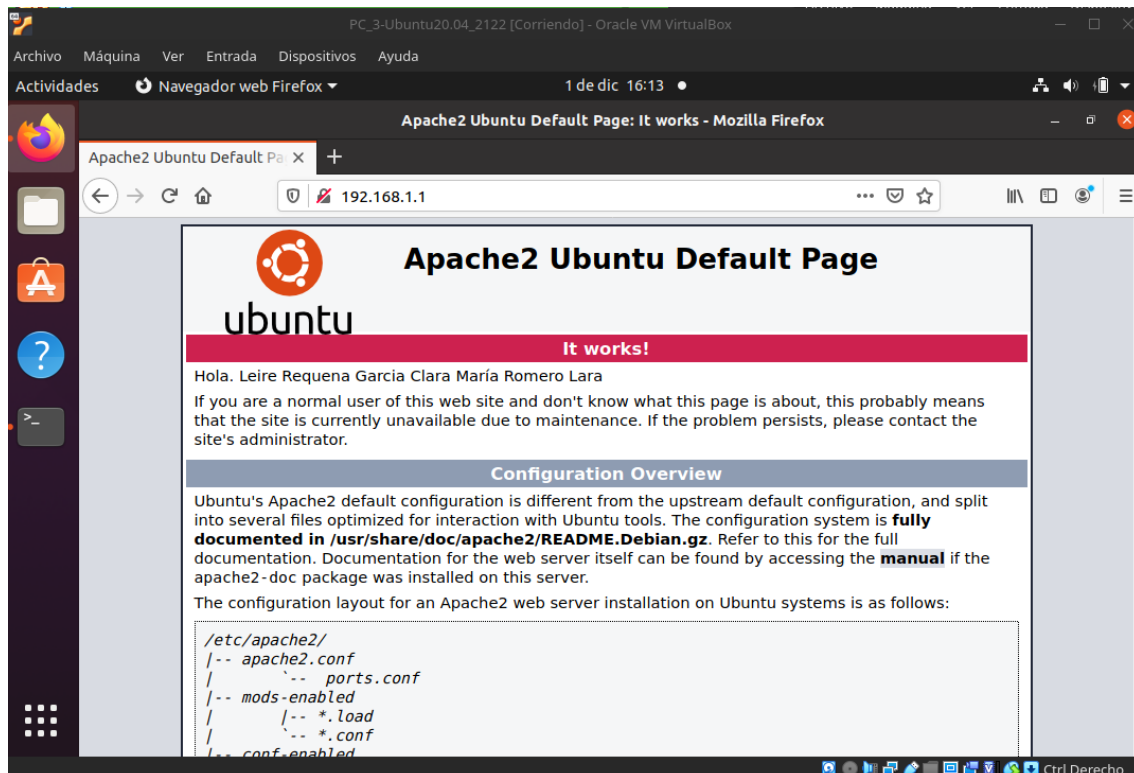 PC_3-Ubuntu20.04_2122 [Corriendo] - Oracle VM VirtualBox
Archivo Máquina Ver Entrada Dispositivos Ayuda
Actividades Navegador web Firefox 1 de dic 16:13
Apache2 Ubuntu Default Page: It works - Mozilla Firefox
Apache2 Ubuntu Default Pa
192.168.1.1
Apache2 Ubuntu Default Page
ubuntu
It works!
Hola. Leire Requena Garcia Clara María Romero Lara
If you are a normal user of this web site and don't know what this page is about, this probably means
that the site is currently unavailable due to maintenance. If the problem persists, please contact the
site's administrator.
Configuration Overview
Ubuntu's Apache2 default configuration is different from the upstream default configuration, and split
into several files optimized for interaction with Ubuntu tools. The configuration system is fully
documented in /usr/share/doc/apache2/README.Debian.gz. Refer to this for the full
documentation. Documentation for the web server itself can be found by accessing the manual if the
apache2-doc package was installed on this server.
The configuration layout for an Apache2 web server installation on Ubuntu systems is as follows:
/etc/apache2/
|-- apache2.conf
|       `--  ports.conf
|-- mods-enabled
|       |-- *.load
|       `-- *.conf
|-- conf-enabled
Ctrl Derecho